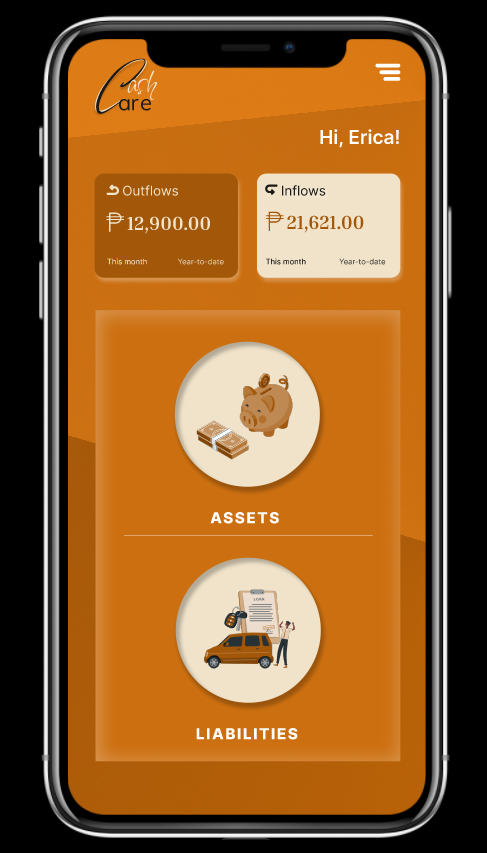 Cash
Care
Hi, Erica!
Outflows
₱12,900.00
This month Year-to-date
Inflows
₱21,621.00
This month Year-to-date
ASSETS
LOAN
LIABILITIES